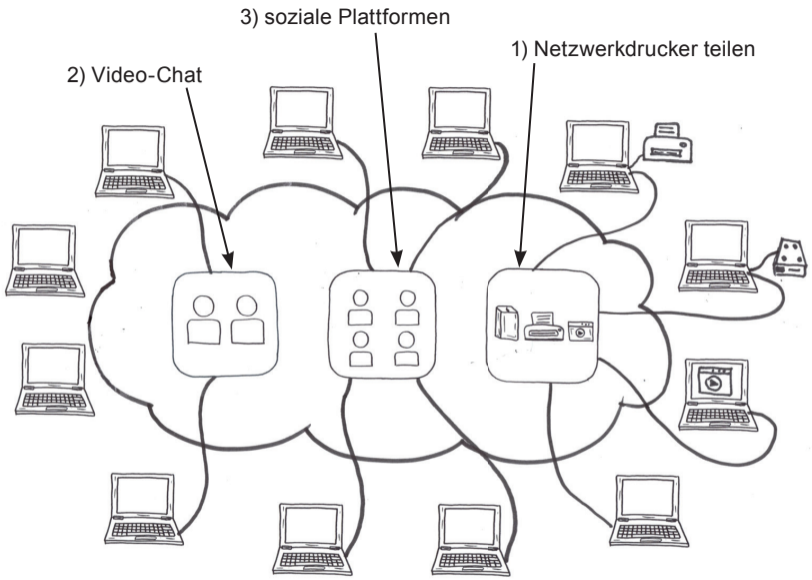 3) soziale Plattformen
1) Netzwerkdrucker teilen
2) Video-Chat